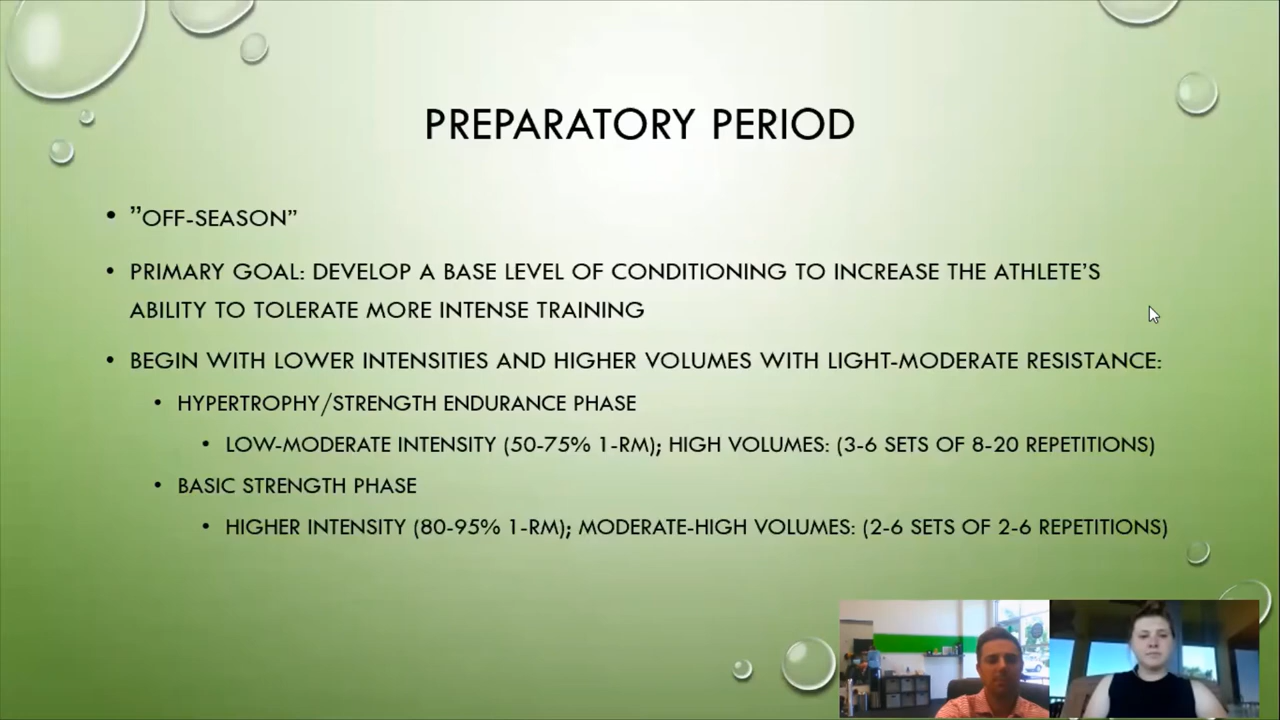 PREPARATORY PERIOD
• ”OFF-SEASON”
• PRIMARY GOAL: DEVELOP A BASE LEVEL OF CONDITIONING TO INCREASE THE ATHLETE’S
ABILITY TO TOLERATE MORE INTENSE TRAINING
• BEGIN WITH LOWER INTENSITIES AND HIGHER VOLUMES WITH LIGHT-MODERATE RESISTANCE:
• HYPERTROPHY/STRENGTH ENDURANCE PHASE
• LOW-MODERATE INTENSITY (50-75% 1-RM); HIGH VOLUMES: (3-6 SETS OF 8-20 REPETITIONS)
• BASIC STRENGTH PHASE
• HIGHER INTENSITY (80-95% 1-RM); MODERATE-HIGH VOLUMES: (2-6 SETS OF 2-6 REPETITIONS)